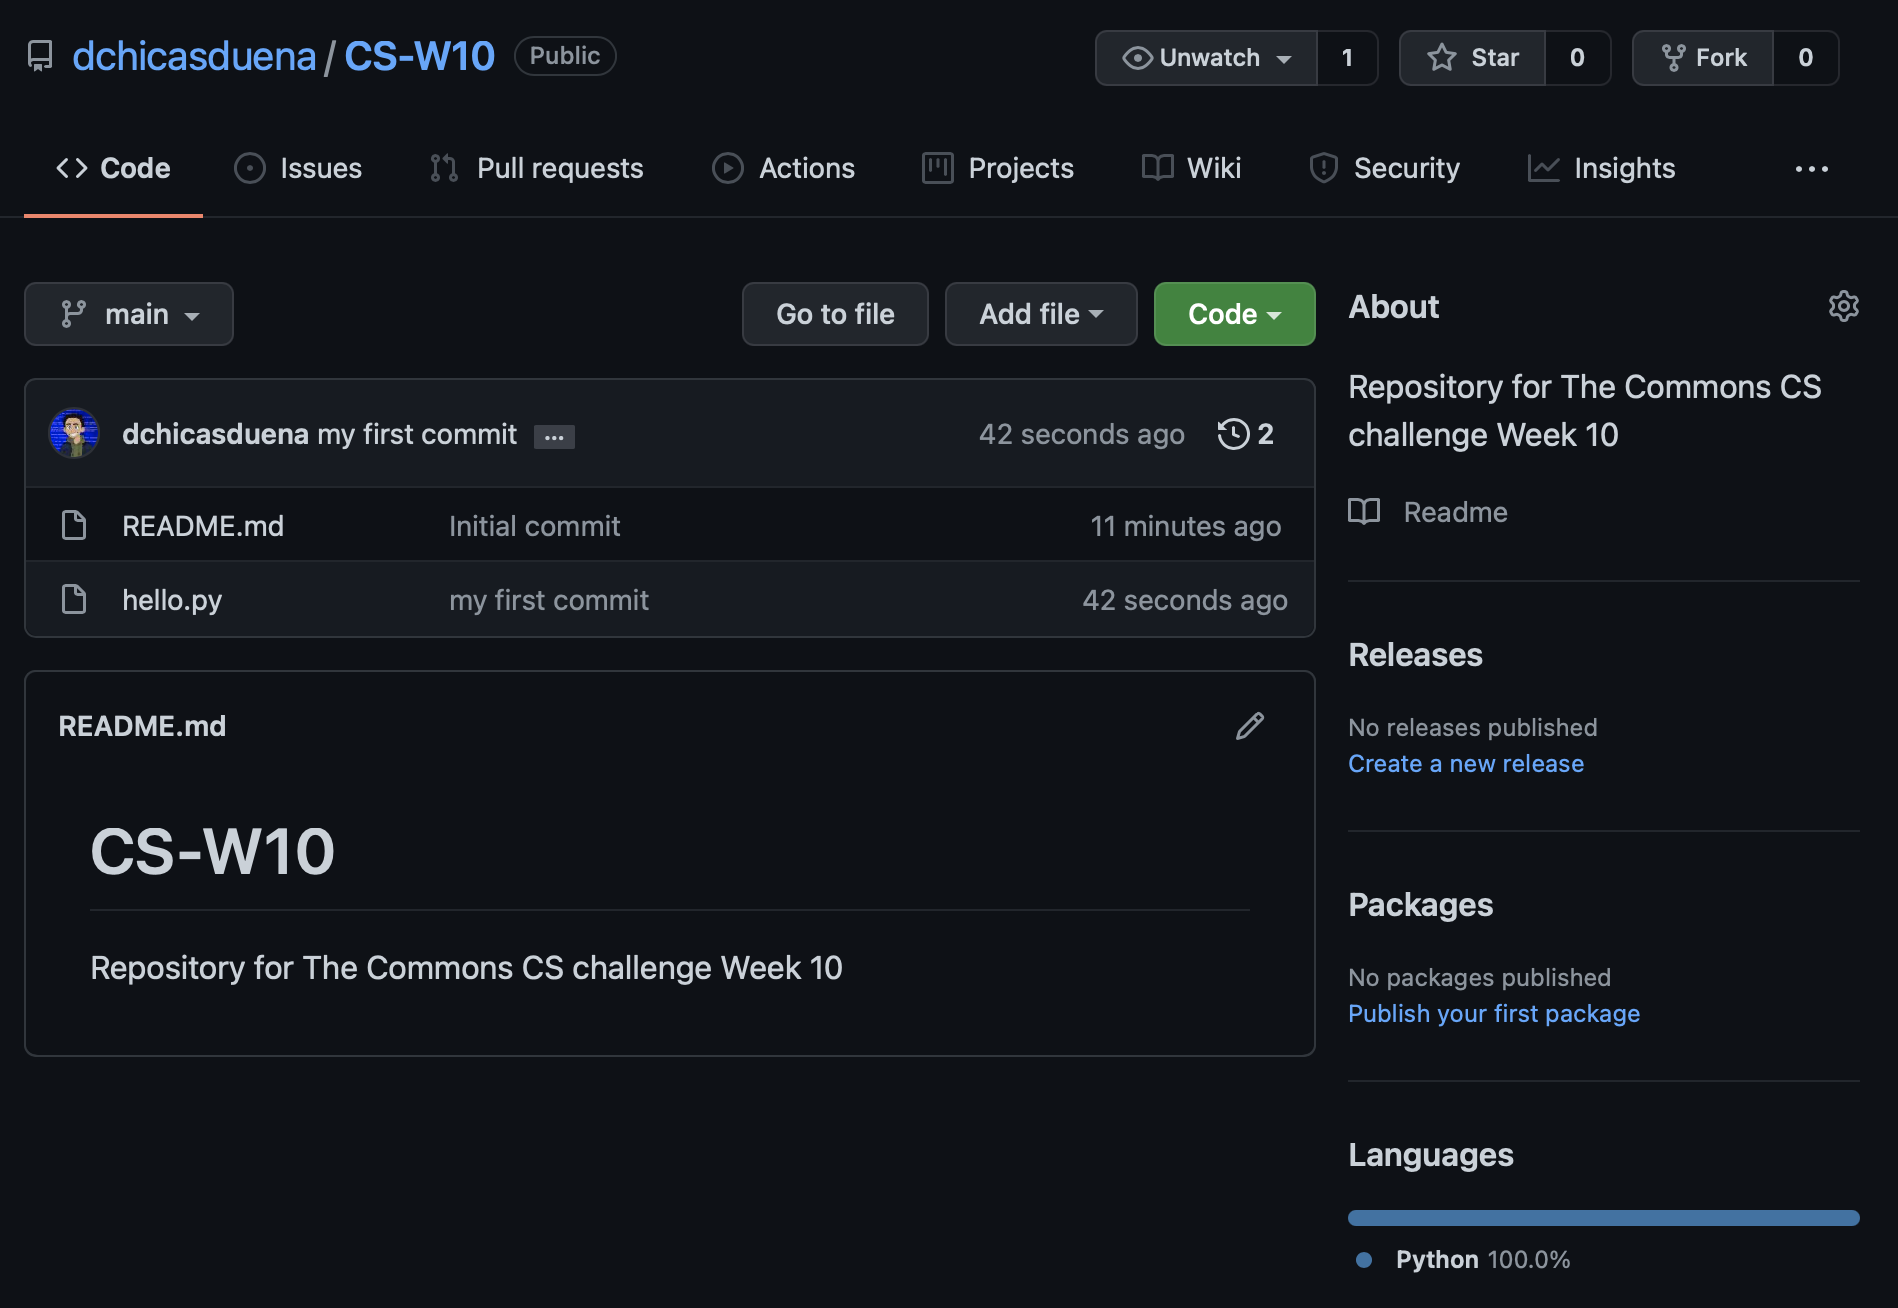 dchicasduena / CS-W10 Public Unwatch 1 Star 0 Fork 0
Code Issues Pull requests Actions Projects Wiki Security Insights ...
main Go to file Add file Code
dchicasduena my first commit ... 42 seconds ago 2
README.md Initial commit 11 minutes ago
hello.py my first commit 42 seconds ago
README.md
CS-W10
Repository for The Commons CS challenge Week 10
About
Repository for The Commons CS
challenge Week 10
Readme
Releases
No releases published
Create a new release
Packages
No packages published
Publish your first package
Languages
Python 100.0%